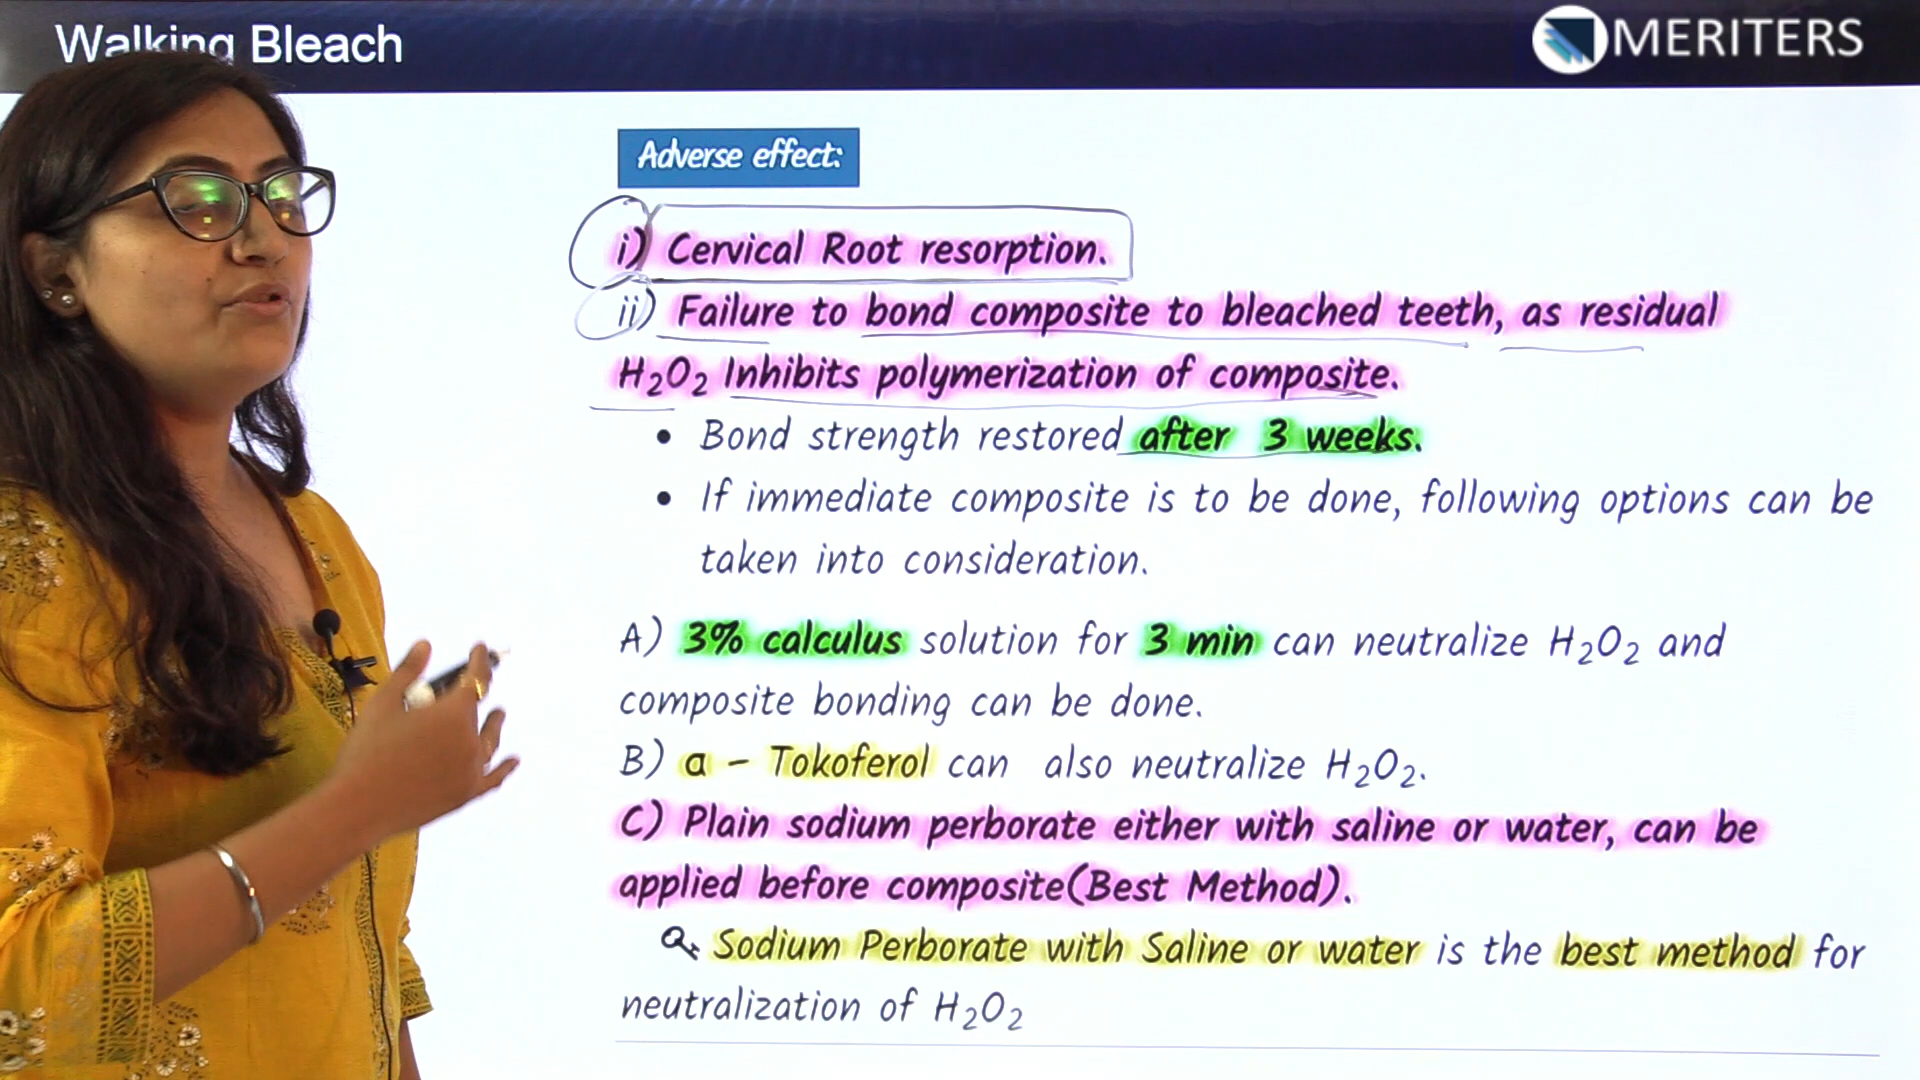 Walking Bleach
MERITERS
Adverse effect:
i) Cervical Root resorption.
ii) Failure to bond composite to bleached teeth, as residual
H₂O₂ Inhibits polymerization of composite.
• Bond strength restored after 3 weeks.
• If immediate composite is to be done, following options can be
taken into consideration.
A) 3% calculus solution for 3 min can neutralize H₂O₂ and
composite bonding can be done.
B) a - Tokoferol can also neutralize H₂O₂.
C) Plain sodium perborate either with saline or water, can be
applied before composite(Best Method).
Sodium Perborate with Saline or water is the best method for
neutralization of H₂O₂